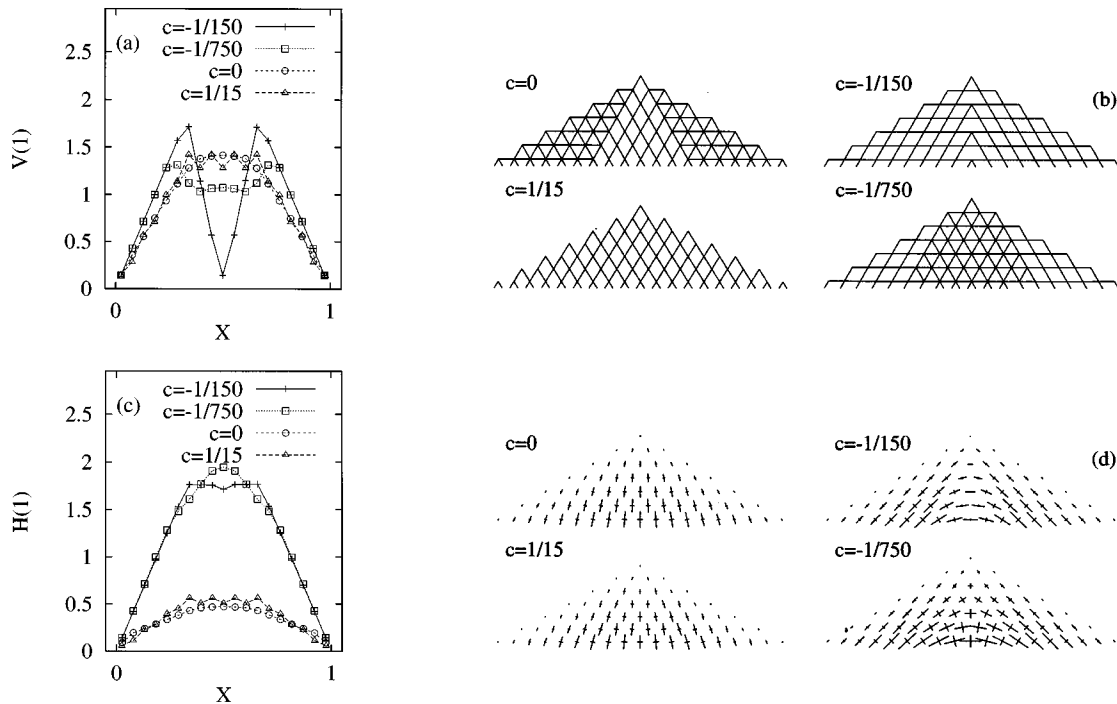 (a)
c=-1/150
c=-1/750
c=0
c=1/15
2.5
2
1.5
1
0.5
0
V(1)
0
1
X
(b)
c=0
c=-1/150
c=1/15
c=-1/750
(c)
c=-1/150
c=-1/750
c=0
c=1/15
2.5
2
1.5
1
0.5
0
H(1)
0
1
X
(d)
c=0
c=-1/150
c=1/15
c=-1/750